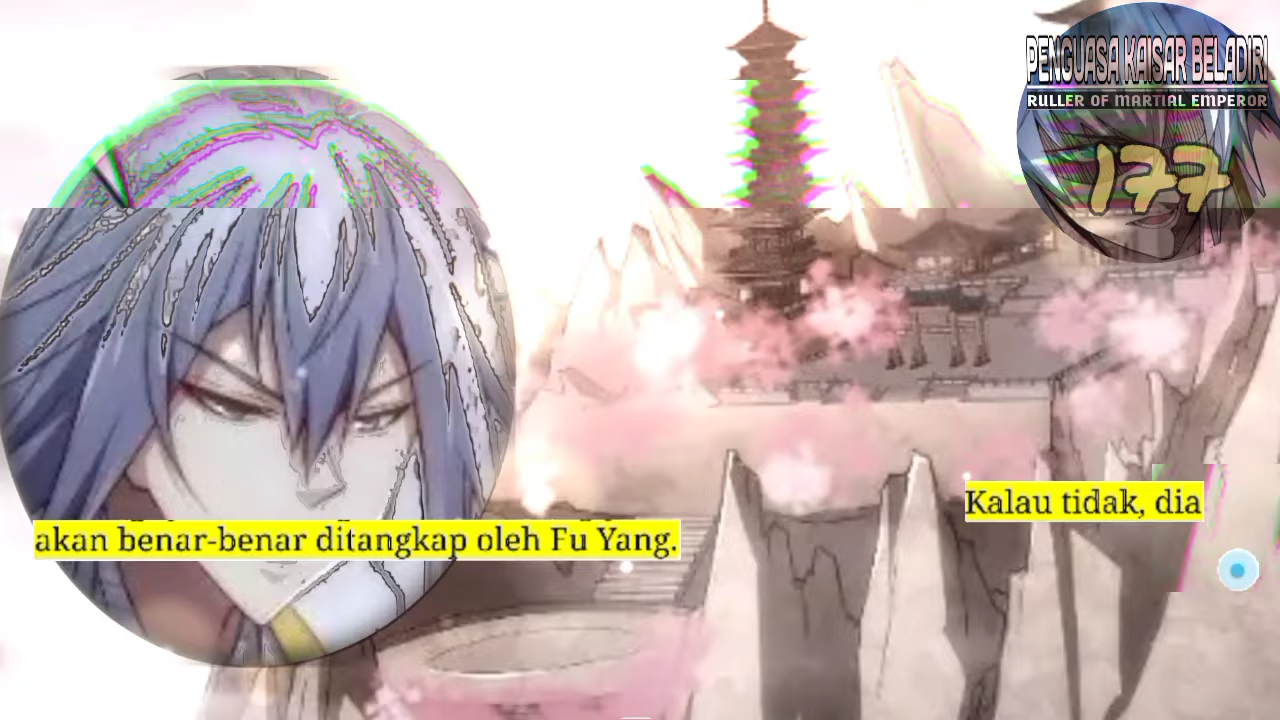 PENGUASA KAISAR BELADIRI
RULLER OF MARTIAL EMPEROR
177
Kalau tidak, dia
akan benar-benar ditangkap oleh Fu Yang.